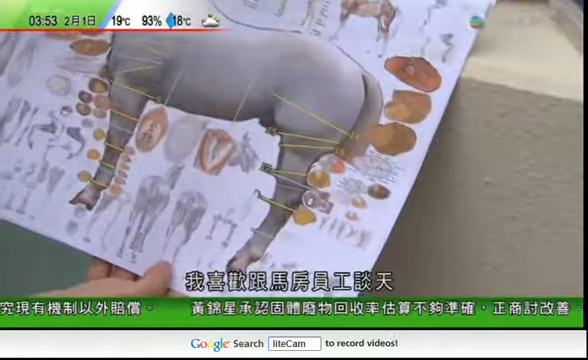 03:53 2月1日 19℃ 93% 18℃
我喜歡跟馬房員工談天
究現有機制以外賠償。 黃錦星承認固體廢物回收率估算不夠準確，正商討改善。
Google Search liteCam to record videos!